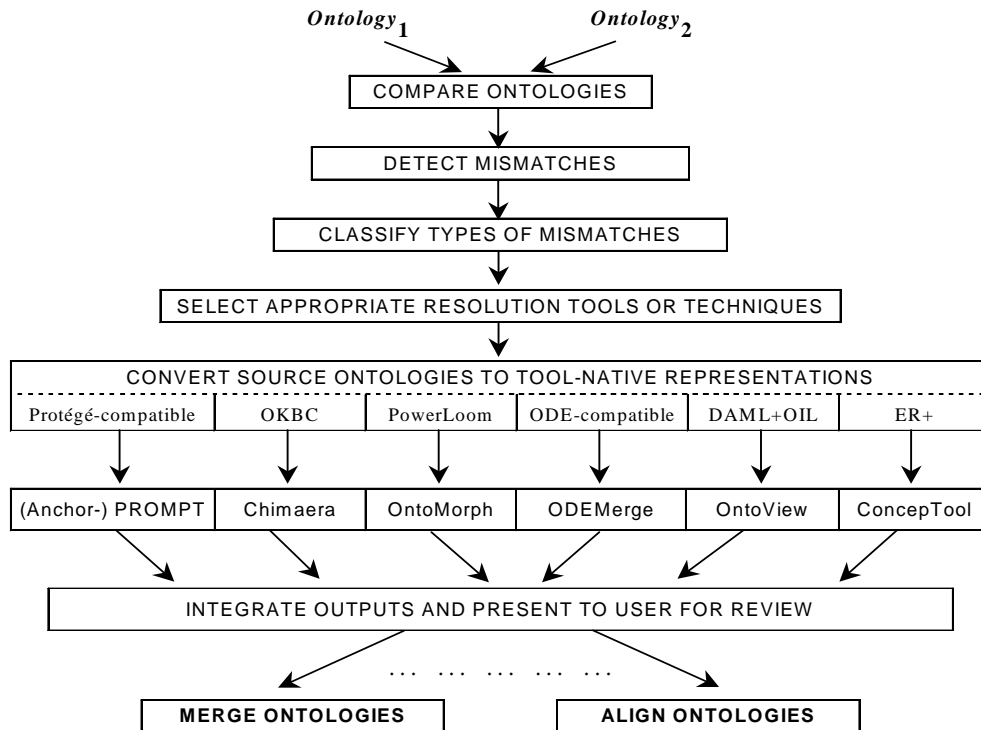 Ontology1 Ontology2
COMPARE ONTOLOGIES
DETECT MISMATCHES
CLASSIFY TYPES OF MISMATCHES
SELECT APPROPRIATE RESOLUTION TOOLS OR TECHNIQUES
CONVERT SOURCE ONTOLOGIES TO TOOL-NATIVE REPRESENTATIONS
Protégé-compatible OKBC PowerLoom ODE-compatible DAML+OIL ER+
(Anchor-) PROMPT Chimaera OntoMorph ODEMerge OntoView ConcepTool
INTEGRATE OUTPUTS AND PRESENT TO USER FOR REVIEW
... ... ... ... ...
MERGE ONTOLOGIES ALIGN ONTOLOGIES